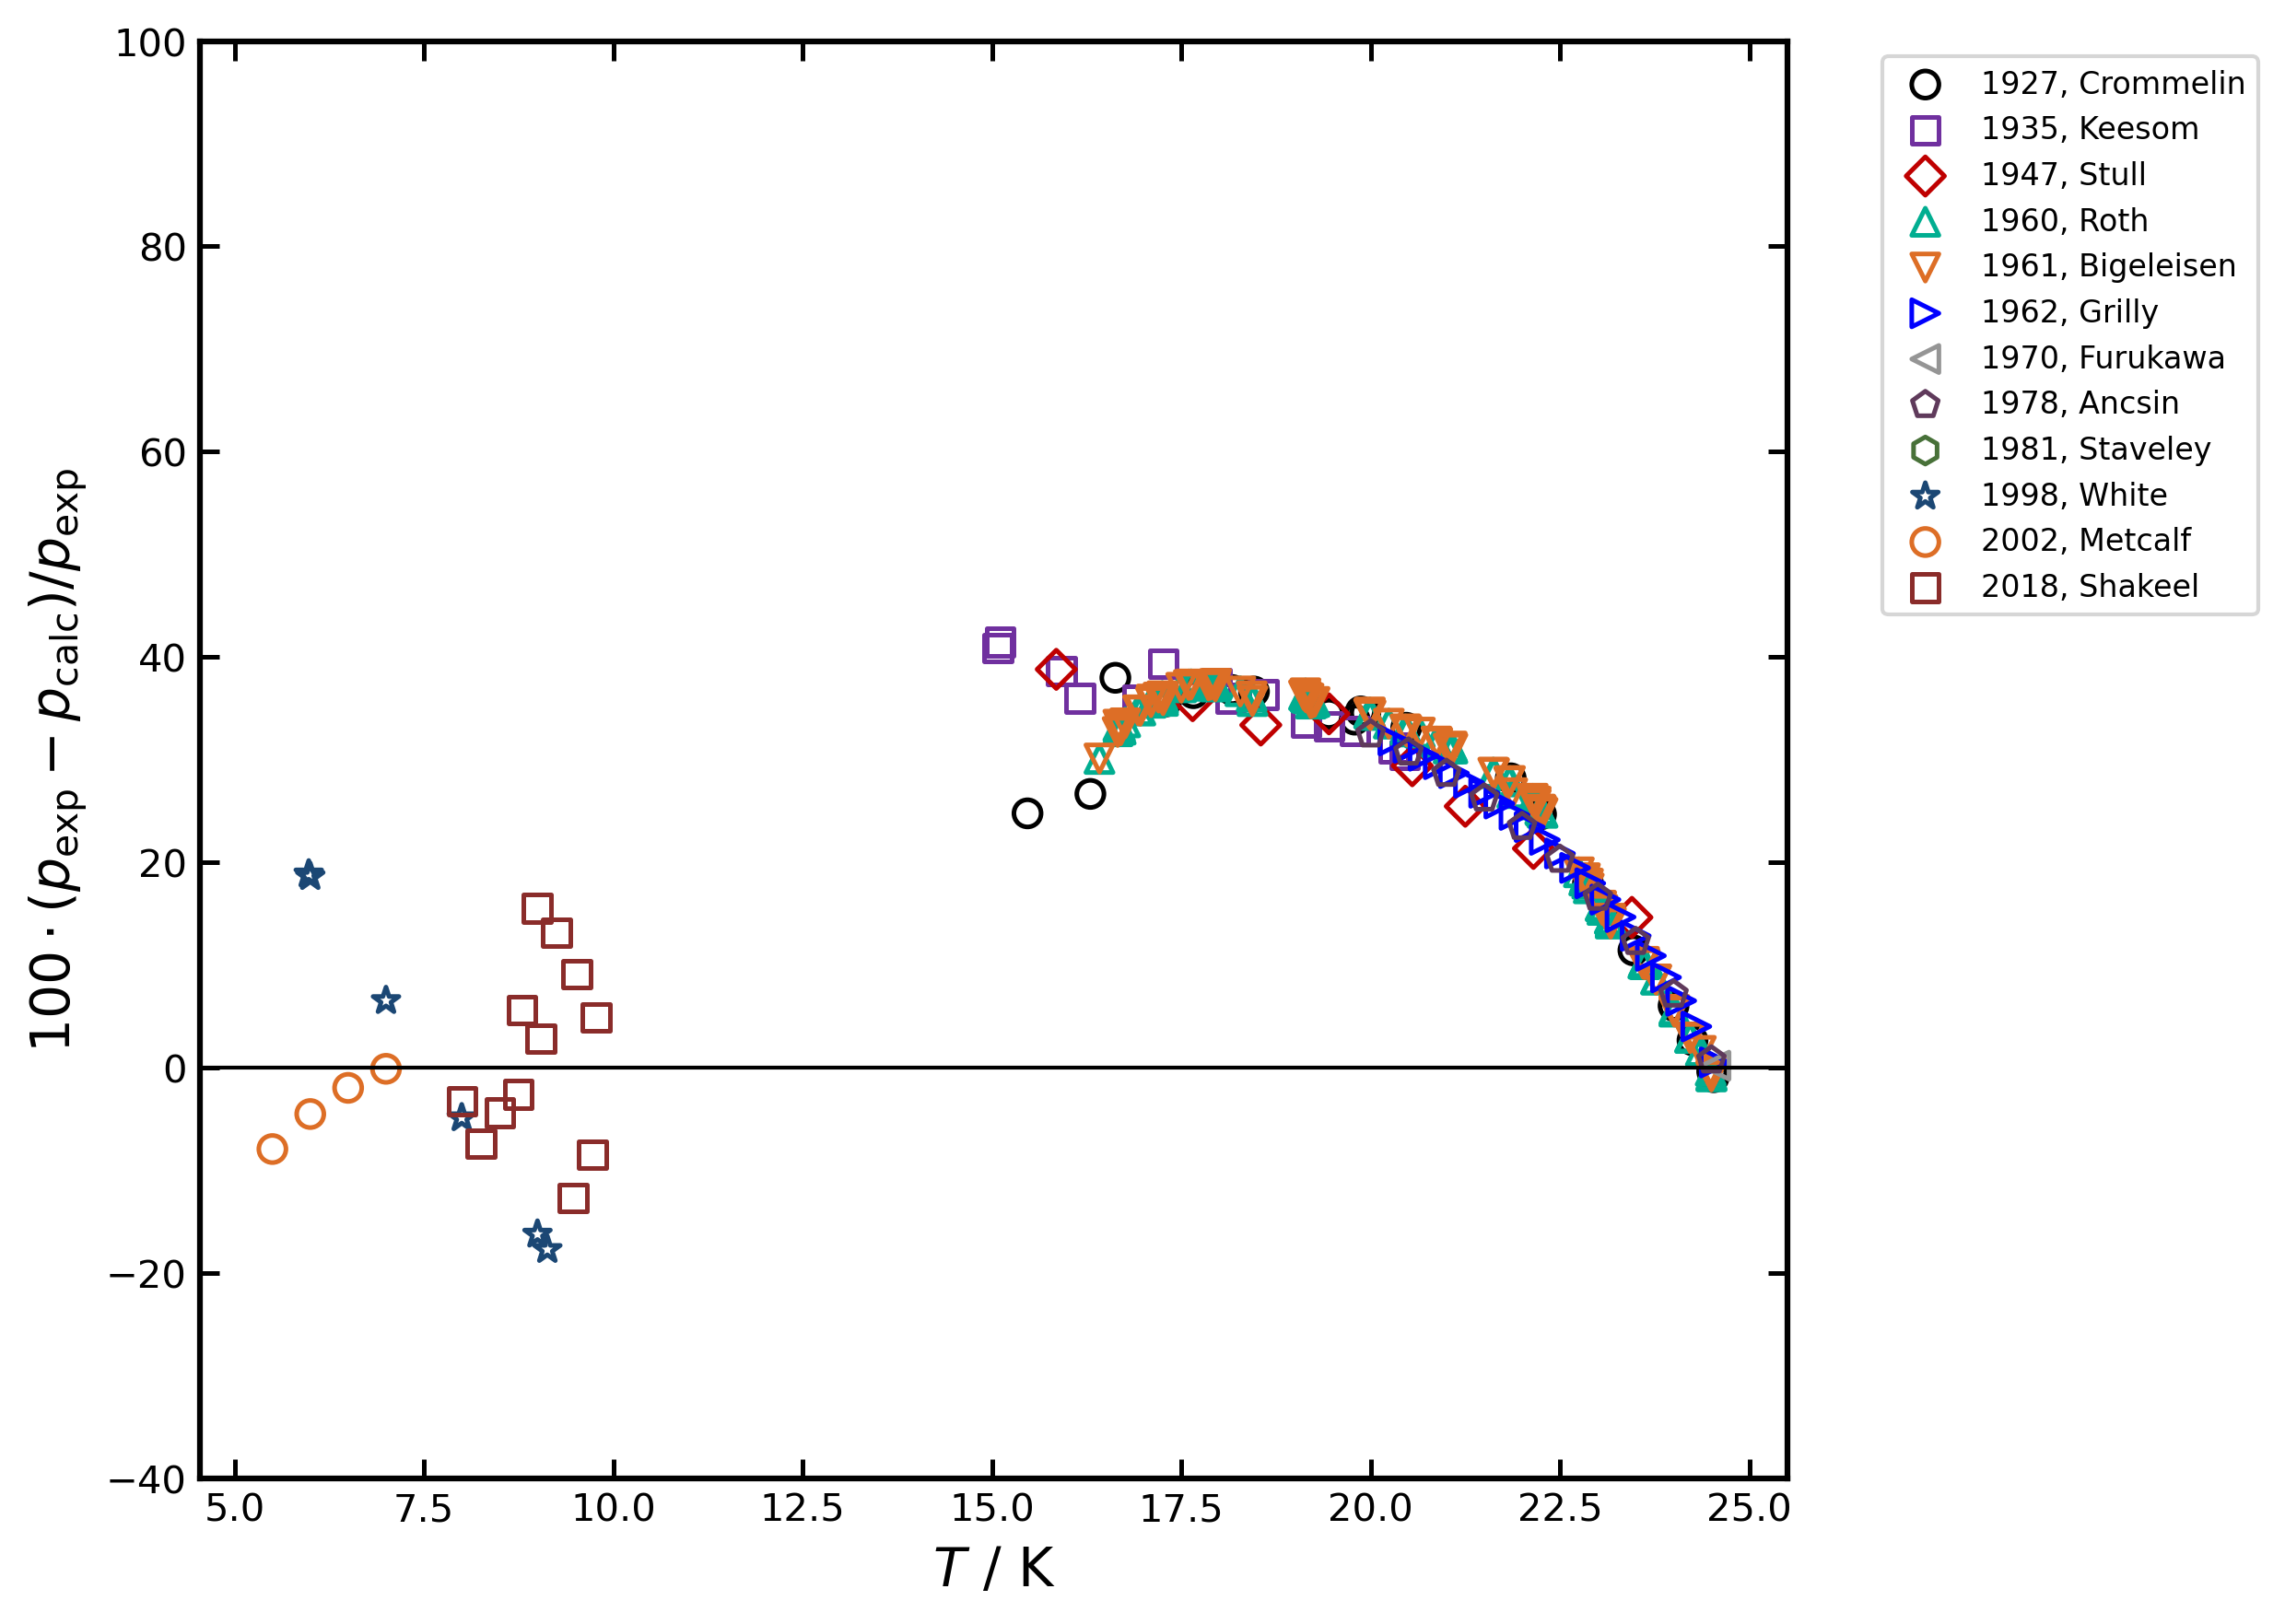 100
80
60
40
20
0
−20
−40
100 · (pexp − pcalc)/pexp
5.0 7.5 10.0 12.5 15.0 17.5 20.0 22.5 25.0
T / K
1927, Crommelin
1935, Keesom
1947, Stull
1960, Roth
1961, Bigeleisen
1962, Grilly
1970, Furukawa
1978, Ancsin
1981, Staveley
1998, White
2002, Metcalf
2018, Shakeel